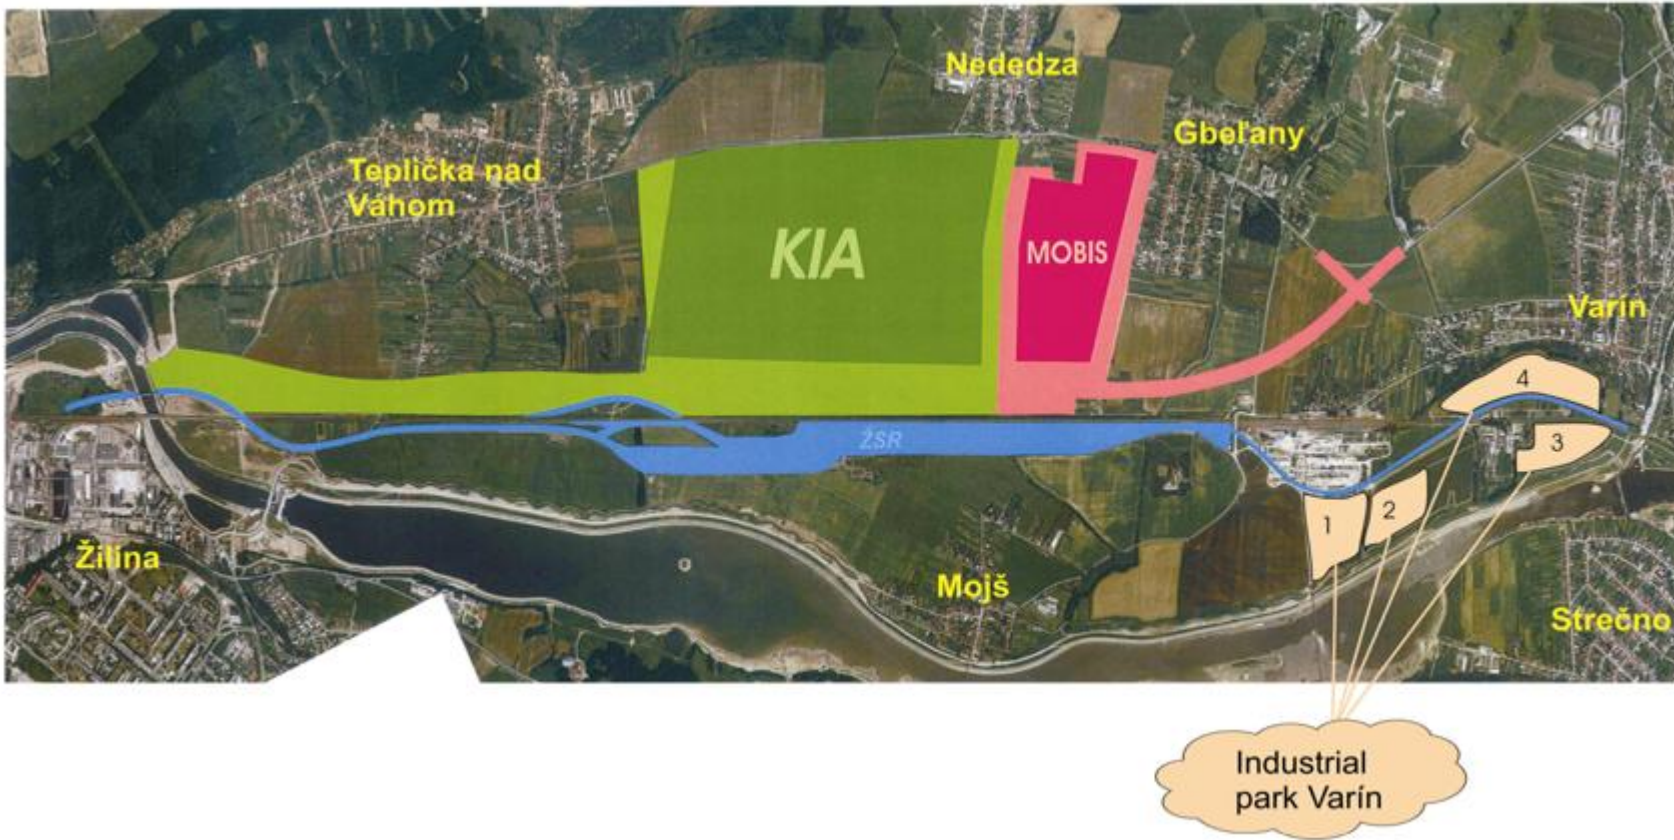 Nededza
Gbeľany
Teplička nad
Váhom
KIA
MOBIS
Varín
4
ŽSR
3
1
2
Žilina
Mojš
Strečno
Industrial
park Varín